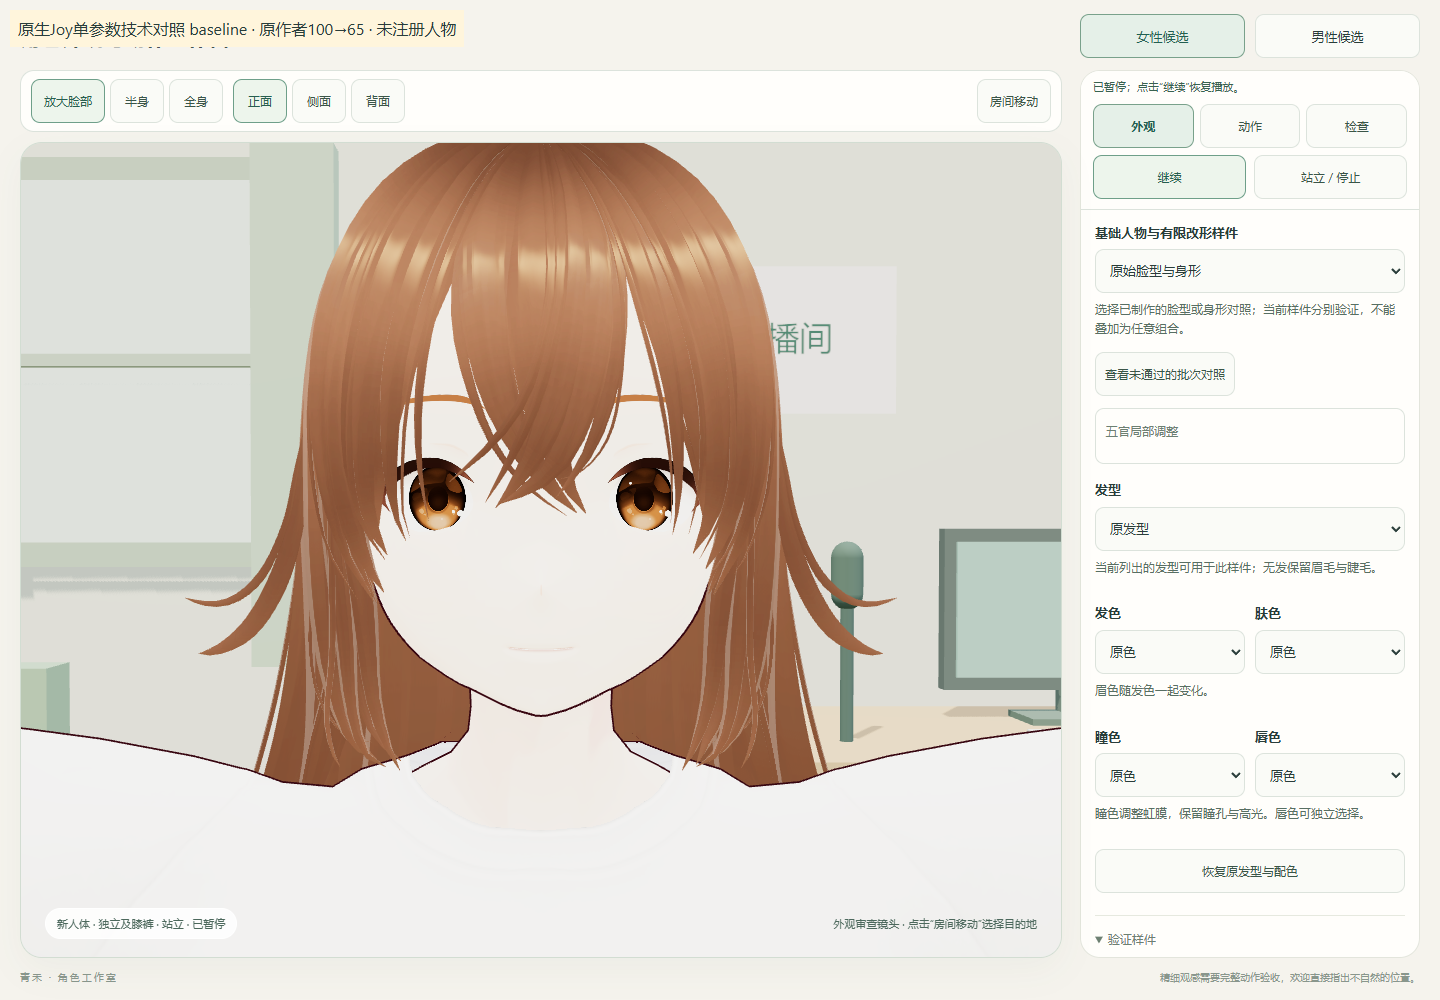 原生Joy单参数技术对照 baseline · 原作者100→65 · 未注册人物
女性候选
男性候选
放大脸部
半身
全身
正面
侧面
背面
房间移动
已暂停；点击“继续”恢复播放。
外观
动作
检查
继续
站立 / 停止
基础人物与有限改形样件
原始脸型与身形
选择已制作的脸型或身形对照；当前样件分别验证，不能
叠加为任意组合。
查看未通过的批次对照
五官局部调整
发型
原发型
当前列出的发型可用于此样件；无发保留眉毛与睫毛。
发色
肤色
原色
原色
眉色随发色一起变化。
瞳色
唇色
原色
原色
瞳色调整虹膜，保留瞳孔与高光。唇色可独立选择。
恢复原发型与配色
▼ 验证样件
播间
新人体 · 独立及膝裤 · 站立 · 已暂停
外观审查镜头 · 点击“房间移动”选择目的地
青禾 · 角色工作室
精细观感需要完整动作验收，欢迎直接指出不自然的位置。